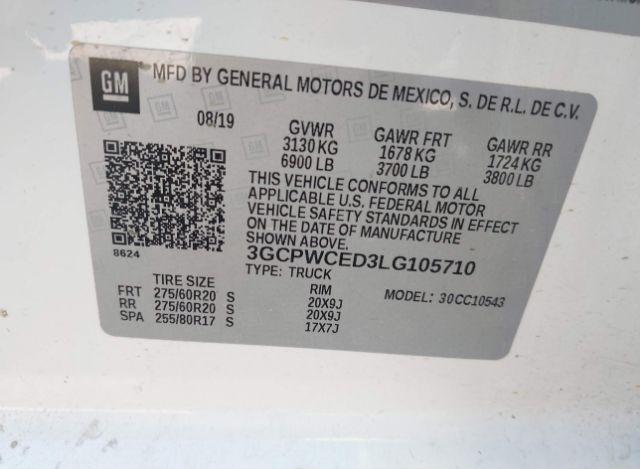 GM
MFD BY GENERAL MOTORS DE MEXICO, S. DE R.L. DE C.V.
08/19 GVWR GAWR FRT GAWR RR
3130 KG 1678 KG 1724 KG
6900 LB 3700 LB 3800 LB
THIS VEHICLE CONFORMS TO ALL
APPLICABLE U.S. FEDERAL MOTOR
VEHICLE SAFETY STANDARDS IN EFFECT
ON THE DATE OF MANUFACTURE
SHOWN ABOVE.
8624
3GCPWCED3LG105710
TYPE: TRUCK
TIRE SIZE RIM MODEL: 30CC10543
FRT 275/60R20 S 20X9J
RR 275/60R20 S 20X9J
SPA 255/80R17 S 17X7J